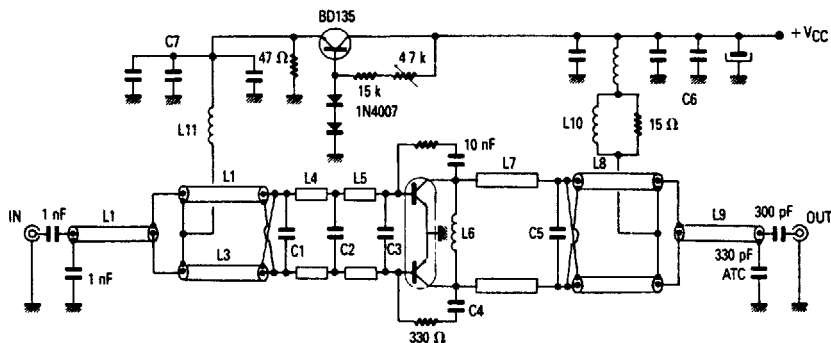 BD135
+ VCC
C7
47 Ω
4 7 k
15 k
1N4007
C6
L11
L10
15 Ω
10 nF
L7
L8
IN
1 nF
L1
L1
L4
L5
L9
300 pF
OUT
L3
C1
C2
C3
L6
C5
1 nF
330 pF
ATC
C4
330 Ω